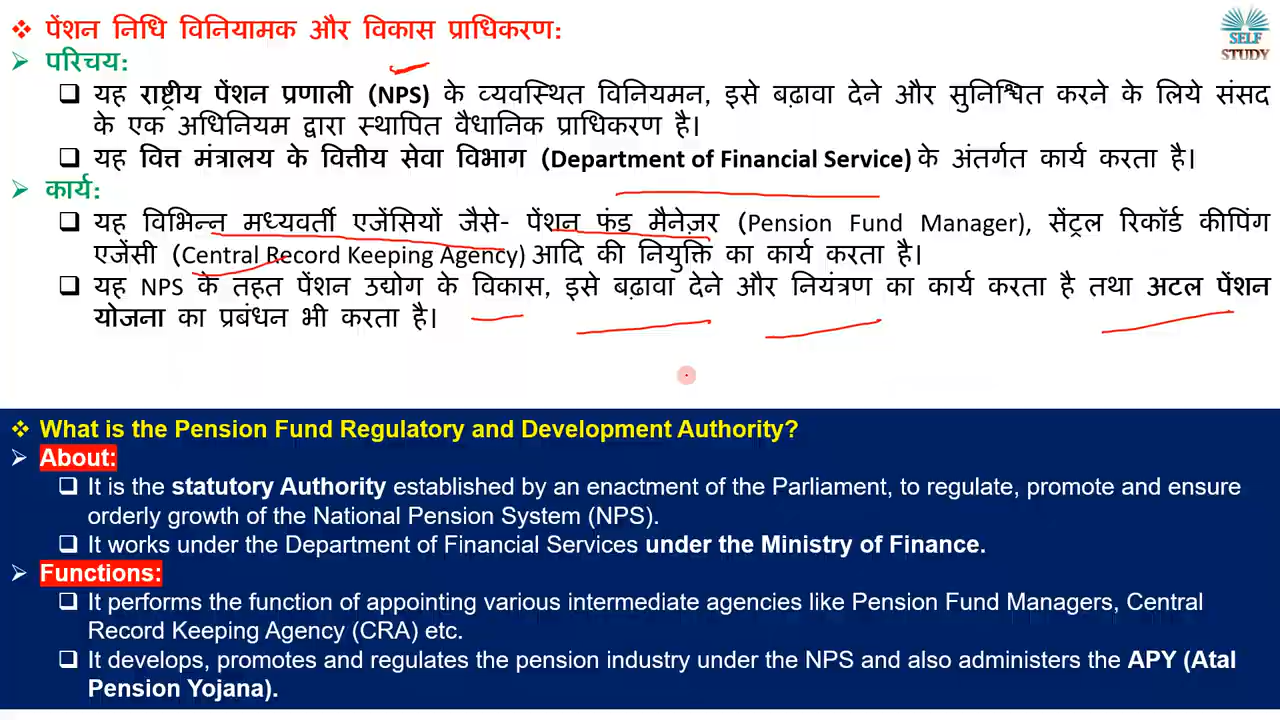 ❖ पेंशन निधि विनियामक और विकास प्राधिकरण:
SELF
STUDY
➢ परिचय:
❑ यह राष्ट्रीय पेंशन प्रणाली (NPS) के व्यवस्थित विनियमन, इसे बढ़ावा देने और सुनिश्चित करने के लिये संसद
के एक अधिनियम द्वारा स्थापित वैधानिक प्राधिकरण है।
❑ यह वित्त मंत्रालय के वित्तीय सेवा विभाग (Department of Financial Service) के अंतर्गत कार्य करता है।
➢ कार्य:
❑ यह विभिन्न मध्यवर्ती एजेंसियों जैसे- पेंशन फंड मैनेज़र (Pension Fund Manager), सेंट्रल रिकॉर्ड कीपिंग
एजेंसी (Central Record Keeping Agency) आदि की नियुक्ति का कार्य करता है।
❑ यह NPS के तहत पेंशन उद्योग के विकास, इसे बढ़ावा देने और नियंत्रण का कार्य करता है तथा अटल पेंशन
योजना का प्रबंधन भी करता है।
❖ What is the Pension Fund Regulatory and Development Authority?
➢ About:
❑ It is the statutory Authority established by an enactment of the Parliament, to regulate, promote and ensure
orderly growth of the National Pension System (NPS).
❑ It works under the Department of Financial Services under the Ministry of Finance.
➢ Functions:
❑ It performs the function of appointing various intermediate agencies like Pension Fund Managers, Central
Record Keeping Agency (CRA) etc.
❑ It develops, promotes and regulates the pension industry under the NPS and also administers the APY (Atal
Pension Yojana).